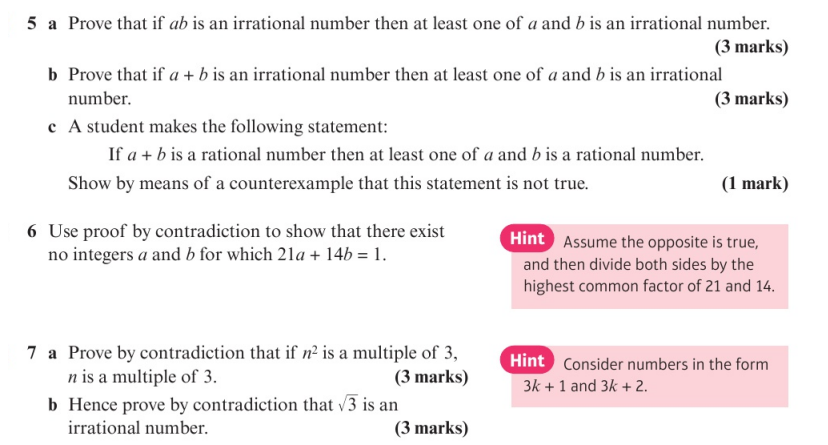 5 a Prove that if ab is an irrational number then at least one of a and b is an irrational number.
(3 marks)
b Prove that if a + b is an irrational number then at least one of a and b is an irrational
number. (3 marks)
c A student makes the following statement:
If a + b is a rational number then at least one of a and b is a rational number.
Show by means of a counterexample that this statement is not true. (1 mark)
6 Use proof by contradiction to show that there exist
no integers a and b for which 21a + 14b = 1.
Hint Assume the opposite is true,
and then divide both sides by the
highest common factor of 21 and 14.
7 a Prove by contradiction that if n² is a multiple of 3,
n is a multiple of 3. (3 marks)
b Hence prove by contradiction that √3 is an
irrational number. (3 marks)
Hint Consider numbers in the form
3k + 1 and 3k + 2.